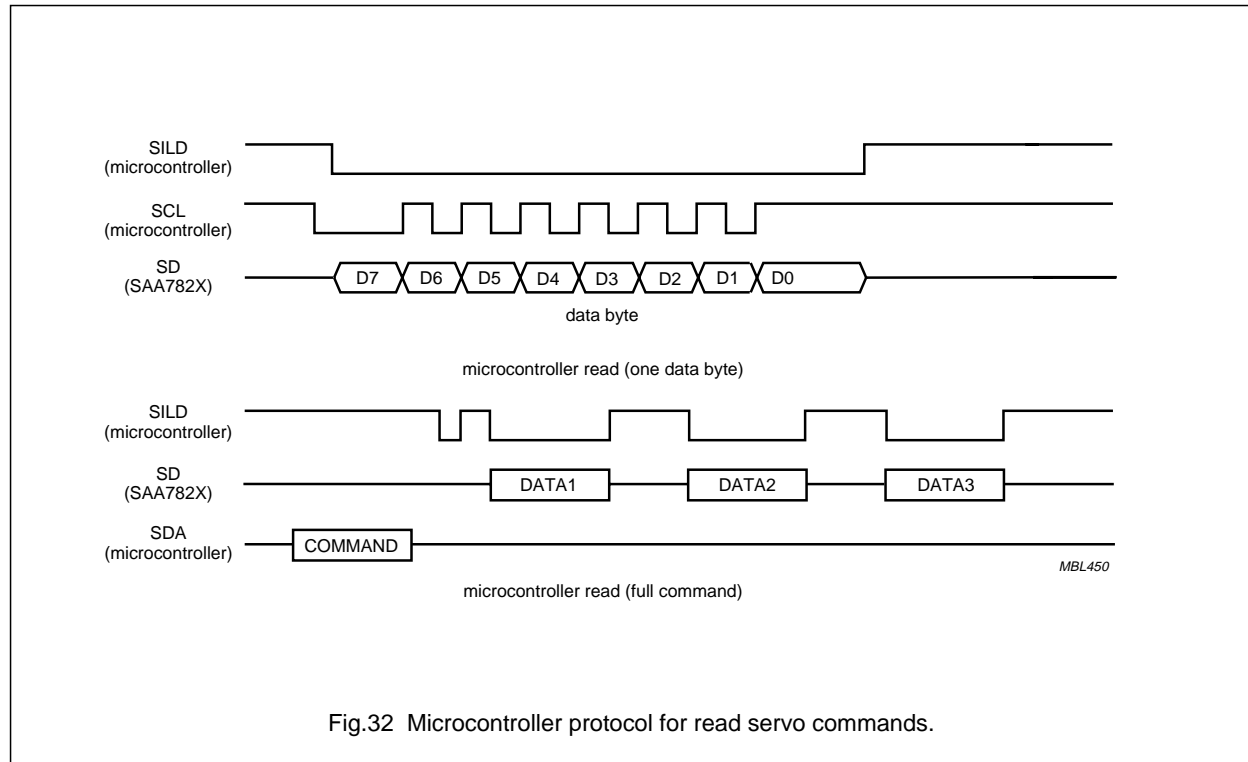 SILD
(microcontroller)
SCL
(microcontroller)
SD
(SAA782X)
D7 D6 D5 D4 D3 D2 D1 D0
data byte
microcontroller read (one data byte)
SILD
(microcontroller)
SD
(SAA782X)
DATA1 DATA2 DATA3
SDA
(microcontroller)
COMMAND
MBL450
microcontroller read (full command)
Fig.32 Microcontroller protocol for read servo commands.